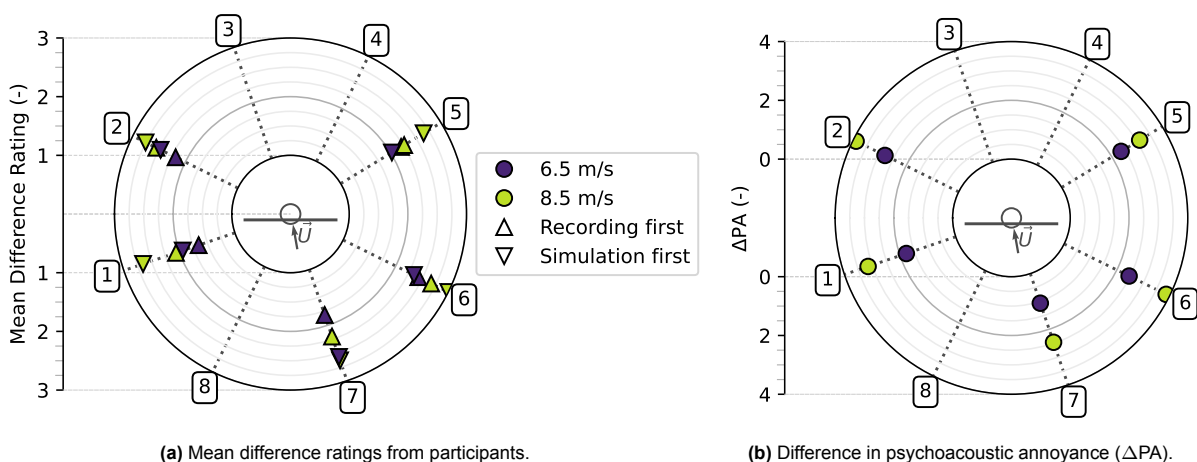 3
2
1
1
2
3
Mean Difference Rating (-)
1
2
3
4
5
6
7
8
U
6.5 m/s
8.5 m/s
Recording first
Simulation first
4
2
0
0
2
4
ΔPA (-)
1
2
3
4
5
6
7
8
U
(a) Mean difference ratings from participants.
(b) Difference in psychoacoustic annoyance (ΔPA).